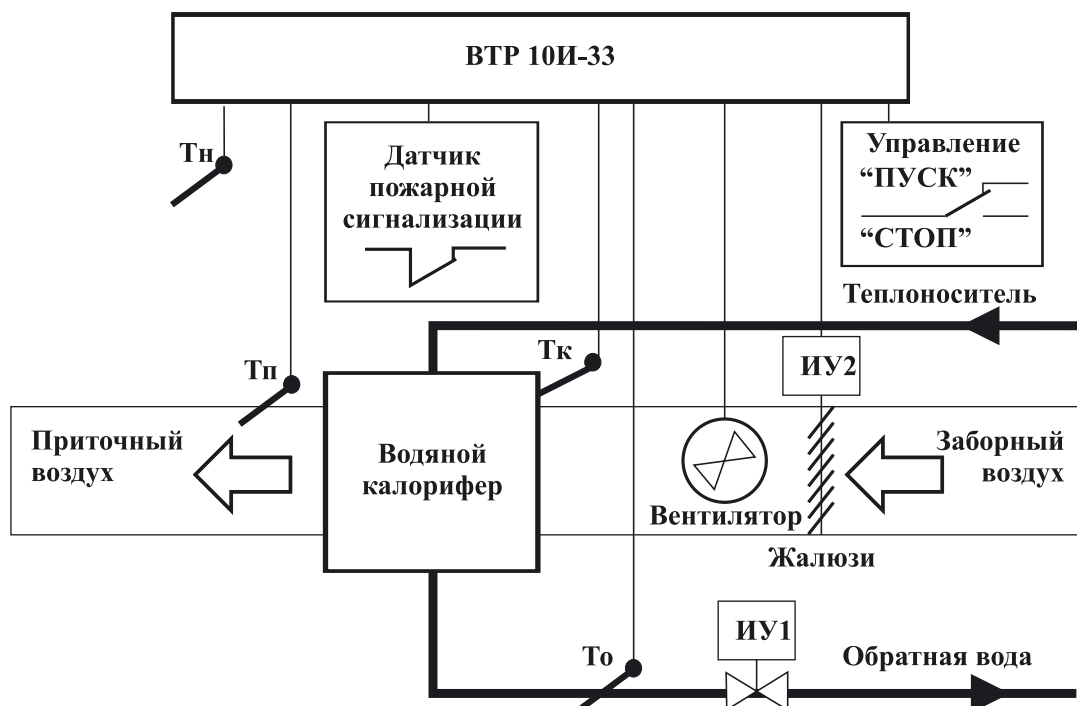 ВТР 10И-33
Тн
Датчик
пожарной
сигнализации
Управление
“ПУСК”
“СТОП”
Теплоноситель
Тп
Тк
ИУ2
Приточный
воздух
Водяной
калорифер
Вентилятор
Заборный
воздух
Жалюзи
То
ИУ1
Обратная вода